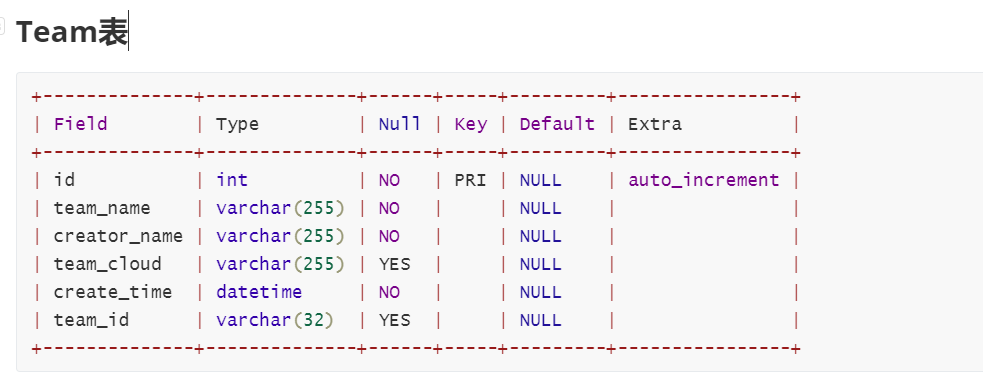 Team表
+--------------+--------------+------+-----+---------+----------------+
| Field        | Type         | Null | Key | Default | Extra          |
+--------------+--------------+------+-----+---------+----------------+
| id           | int          | NO   | PRI | NULL    | auto_increment |
| team_name    | varchar(255) | NO   |     | NULL    |                |
| creator_name | varchar(255) | NO   |     | NULL    |                |
| team_cloud   | varchar(255) | YES  |     | NULL    |                |
| create_time  | datetime     | NO   |     | NULL    |                |
| team_id      | varchar(32)  | YES  |     | NULL    |                |
+--------------+--------------+------+-----+---------+----------------+